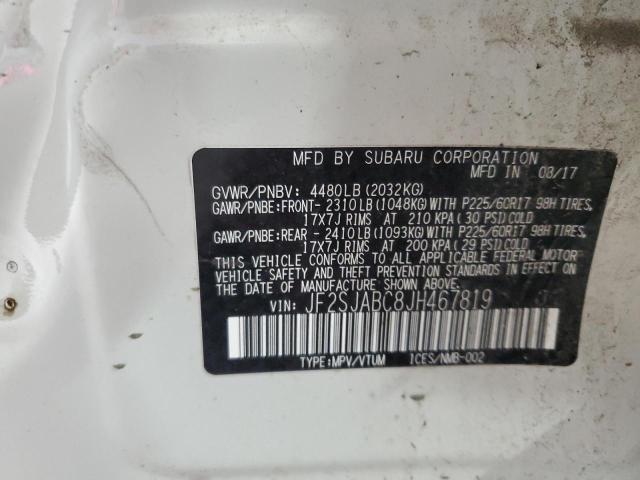 MFD BY SUBARU CORPORATION
MFD IN 03/17
GVWR/PNBV: 4480LB (2032KG)
GAWR/PNBE:FRONT- 2310LB (1048KG) WITH P225/60R17 98H TIRES,
17X7J RIMS AT 210 KPA (30 PSI) COLD
GAWR/PNBE:REAR - 2410LB (1093KG) WITH P225/60R17 98H TIRES,
17X7J RIMS AT 200 KPA (29 PSI) COLD
THIS VEHICLE CONFORMS TO ALL APPLICABLE FEDERAL MOTOR
VEHICLE SAFETY AND THEFT PREVENTION STANDARDS IN EFFECT ON
THE DATE OF MANUFACTURE SHOWN ABOVE.
VIN: JF2SJABC8JH467819
TYPE:MPV/VTUM ICES/NMB-002